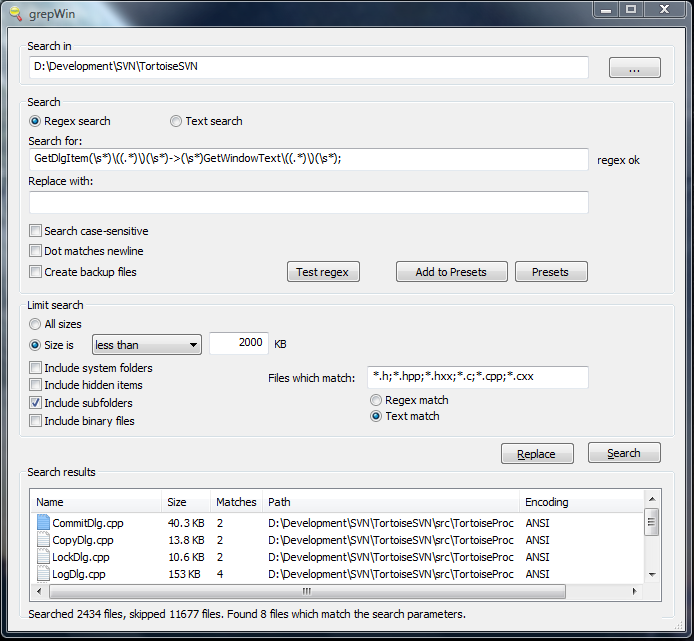 grepWin
Search in
D:\Development\SVN\TortoiseSVN
...
Search
Regex search Text search
Search for:
GetDlgItem(\s*)\((.*)\)(\s*)->(\s*)GetWindowText\((.*)\)(\s*); regex ok
Replace with:
Search case-sensitive
Dot matches newline
Create backup files Test regex Add to Presets Presets
Limit search
All sizes
Size is less than 2000 KB
Include system folders
Include hidden items Files which match: *.h;*.hpp;*.hxx;*.c;*.cpp;*.cxx
Include subfolders Regex match
Include binary files Text match
Replace Search
Search results
Name Size Matches Path Encoding
CommitDlg.cpp 40.3 KB 2 D:\Development\SVN\TortoiseSVN\src\TortoiseProc ANSI
CopyDlg.cpp 13.8 KB 2 D:\Development\SVN\TortoiseSVN\src\TortoiseProc ANSI
LockDlg.cpp 10.6 KB 2 D:\Development\SVN\TortoiseSVN\src\TortoiseProc ANSI
LogDlg.cpp 153 KB 4 D:\Development\SVN\TortoiseSVN\src\TortoiseProc ANSI
Searched 2434 files, skipped 11677 files. Found 8 files which match the search parameters.